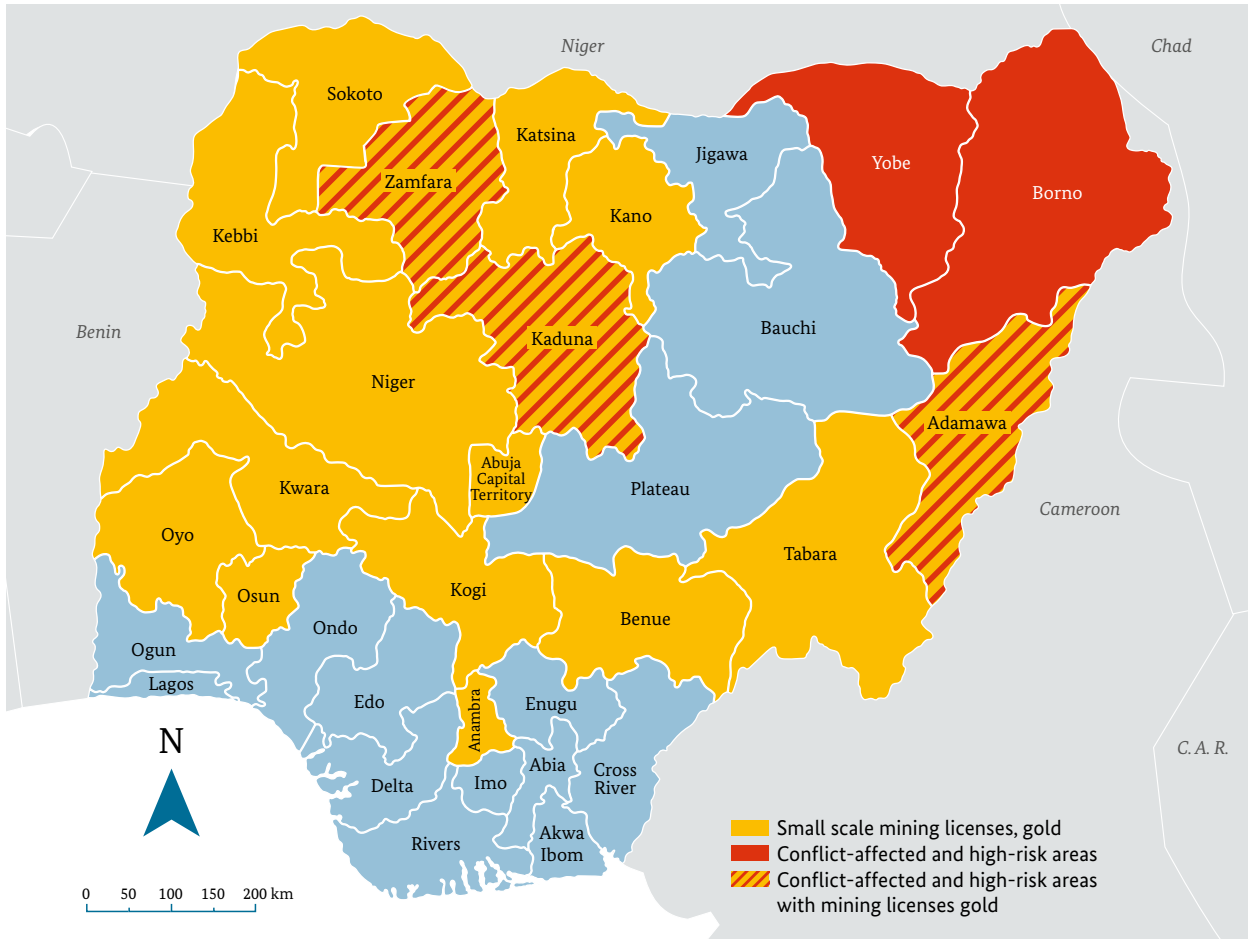 Niger
Chad
Sokoto
Katsina
Jigawa
Yobe
Zamfara
Borno
Kano
Kebbi
Benin
Bauchi
Kaduna
Niger
Adamawa
Abuja
Capital
Territory
Kwara
Plateau
Cameroon
Oyo
Tabara
Osun
Kogi
Benue
Ondo
Ogun
Lagos
Edo
Anambra
Enugu
N
C. A. R.
Abia
Cross
River
Delta
Imo
Rivers
Akwa
Ibom
Small scale mining licenses, gold
Conflict-affected and high-risk areas
Conflict-affected and high-risk areas
with mining licenses gold
0 50 100 150 200 km